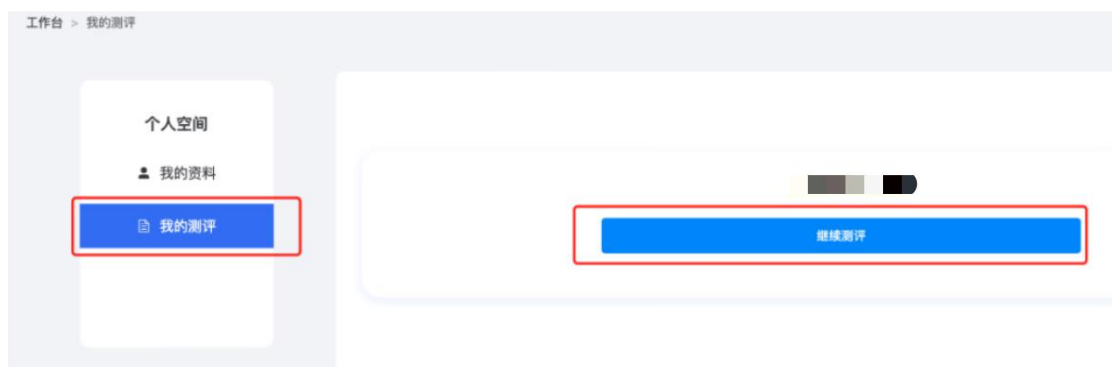 工作台 > 我的测评
个人空间
我的资料
我的测评
继续测评